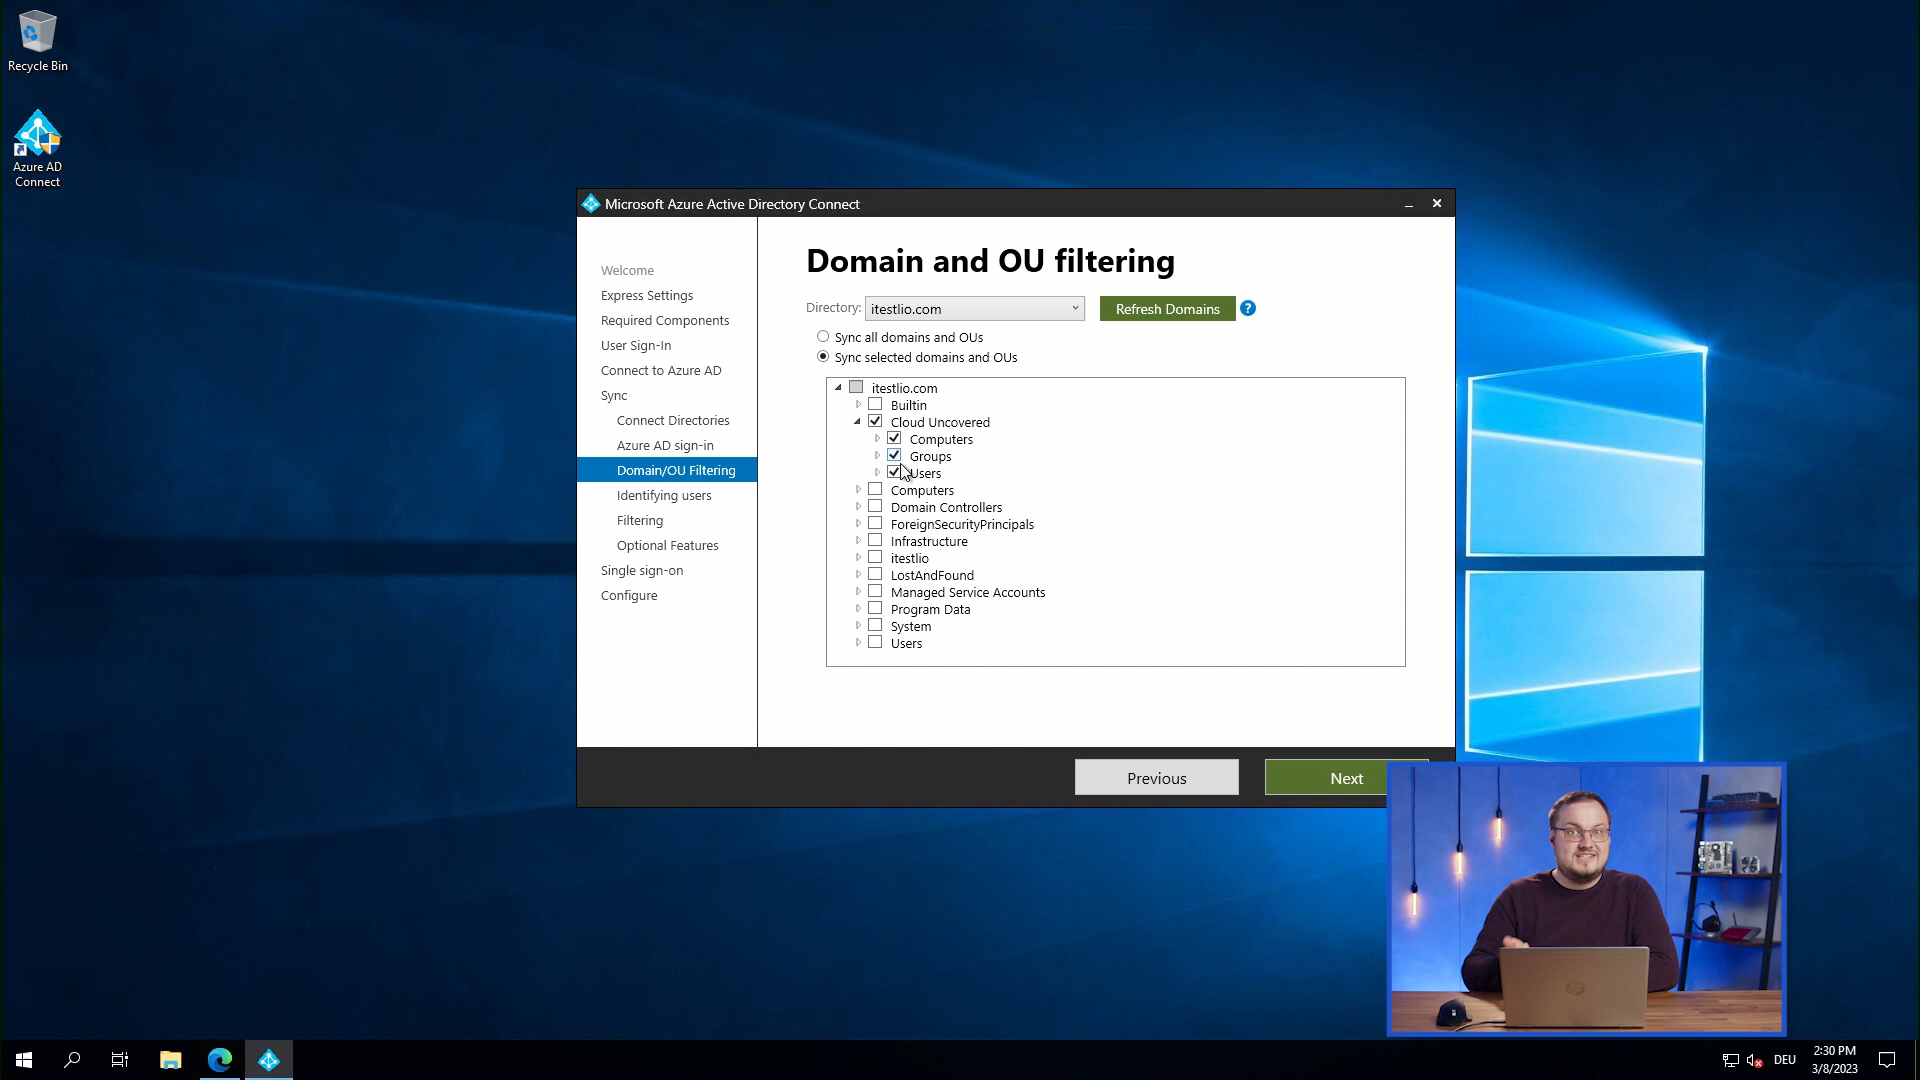 Recycle Bin
Azure AD
Connect
Microsoft Azure Active Directory Connect
Welcome
Express Settings
Required Components
User Sign-In
Connect to Azure AD
Sync
Connect Directories
Azure AD sign-in
Domain/OU Filtering
Identifying users
Filtering
Optional Features
Single sign-on
Configure
Domain and OU filtering
Directory: itestlio.com Refresh Domains ?
Sync all domains and OUs
Sync selected domains and OUs
itestlio.com
Builtin
Cloud Uncovered
Computers
Groups
Users
Computers
Domain Controllers
ForeignSecurityPrincipals
Infrastructure
itestlio
LostAndFound
Managed Service Accounts
Program Data
System
Users
Previous Next
hp
DEU
2:30 PM
3/8/2023